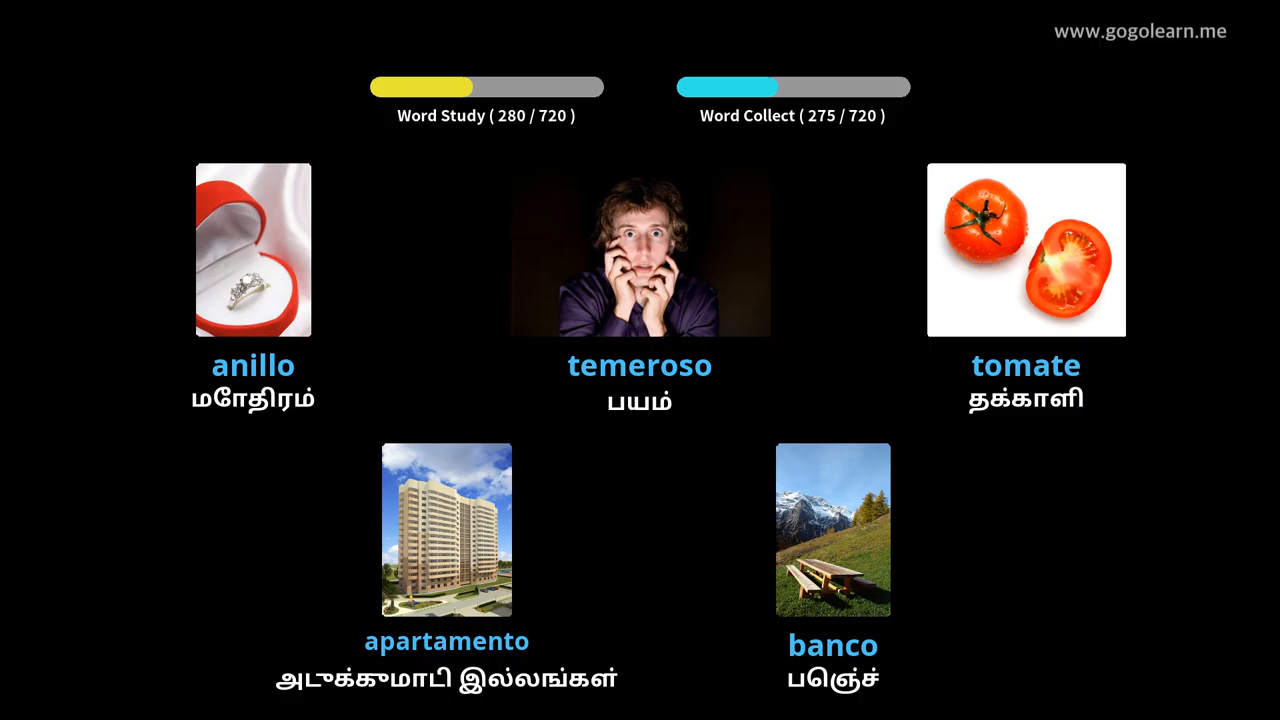 www.gogolearn.me
Word Study ( 280 / 720 )
Word Collect ( 275 / 720 )
anillo
மோதிரம்
temeroso
பயம்
tomate
தக்காளி
apartamento
அடுக்குமாடி இல்லங்கள்
banco
பெஞ்ச்